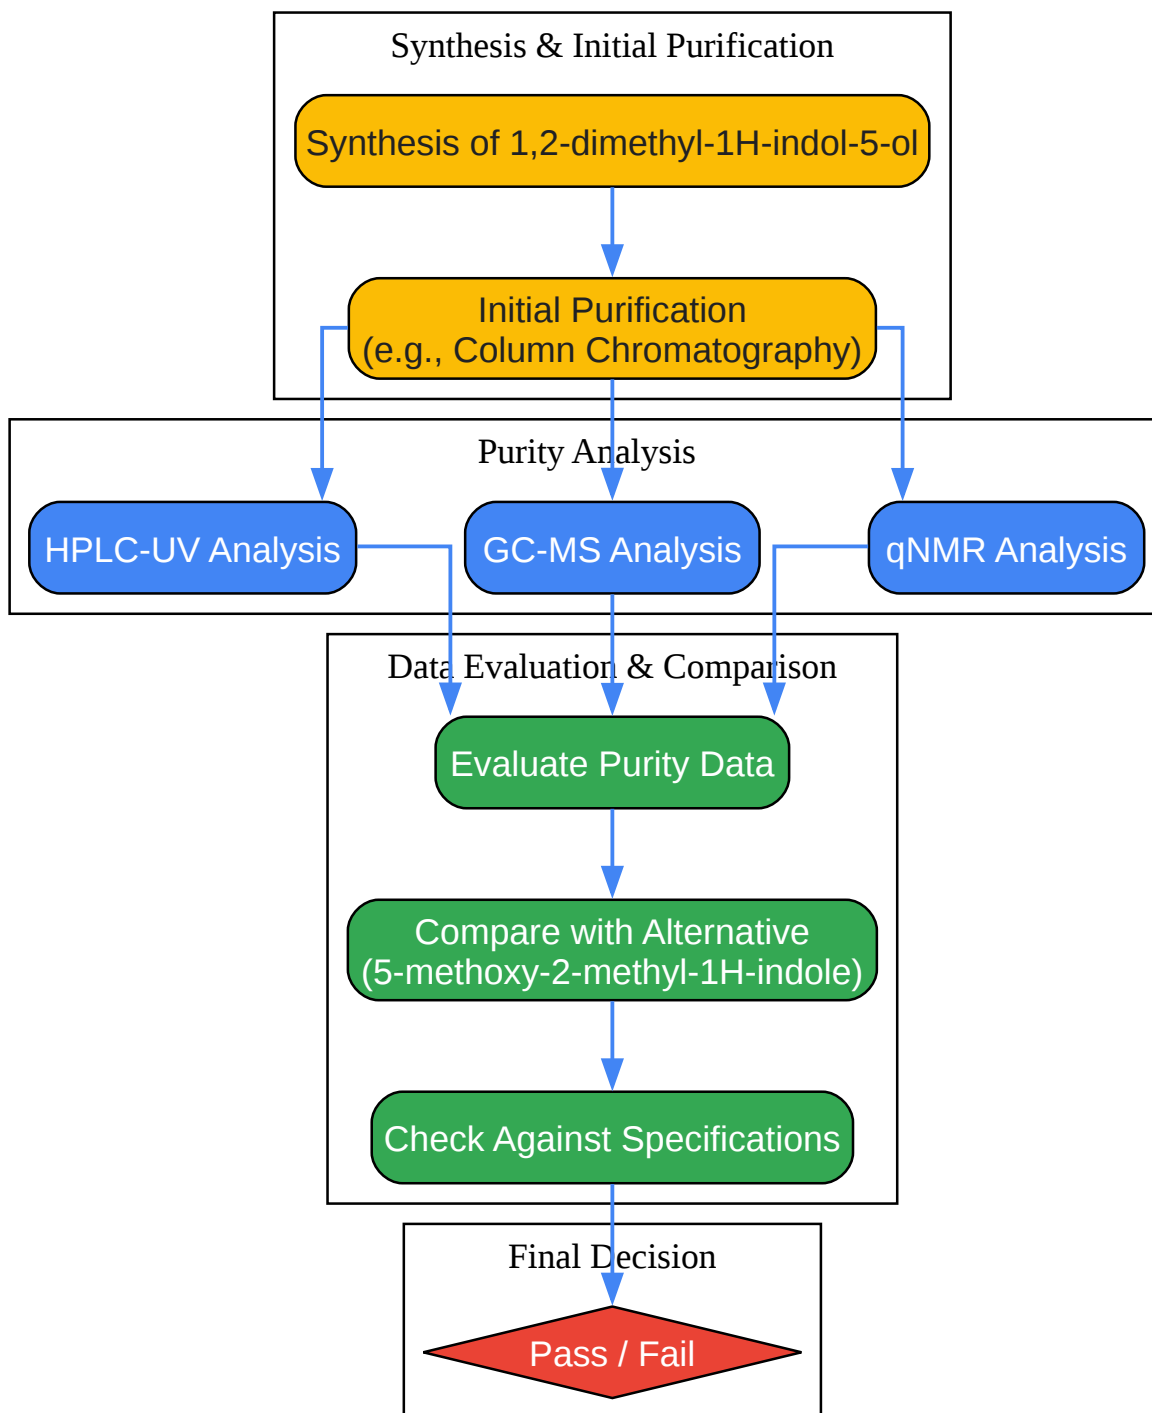 Synthesis & Initial Purification
Synthesis of 1,2-dimethyl-1H-indol-5-ol
Initial Purification
(e.g., Column Chromatography)
Purity Analysis
HPLC-UV Analysis
GC-MS Analysis
qNMR Analysis
Data Evaluation & Comparison
Evaluate Purity Data
Compare with Alternative
(5-methoxy-2-methyl-1H-indole)
Check Against Specifications
Final Decision
Pass / Fail